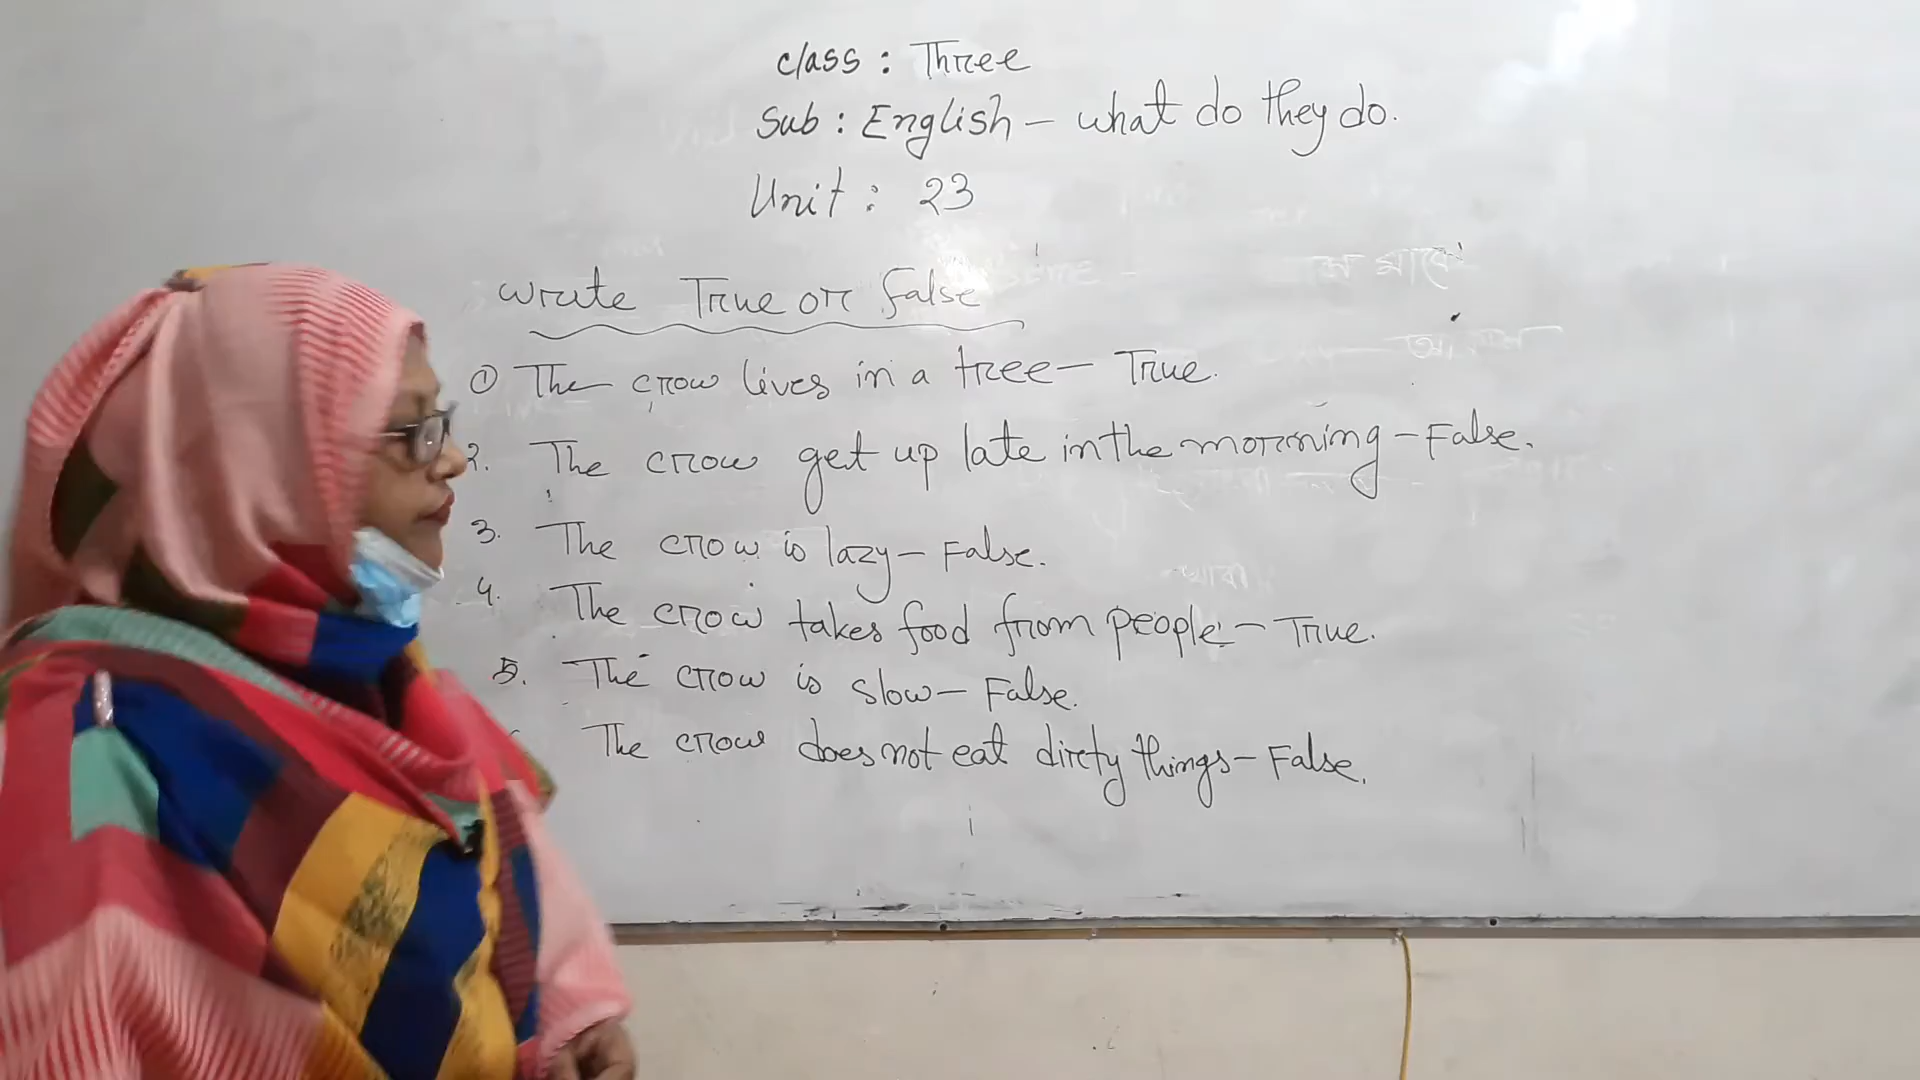 Class : Three
Sub : English – what do they do.
Unit : 23
write True or false
① The crow lives in a tree – True.
2. The crow get up late in the morning – False.
3. The crow is lazy – False.
4. The crow takes food from people – True.
5. The crow is slow – False.
The crow does not eat dirty things – False.